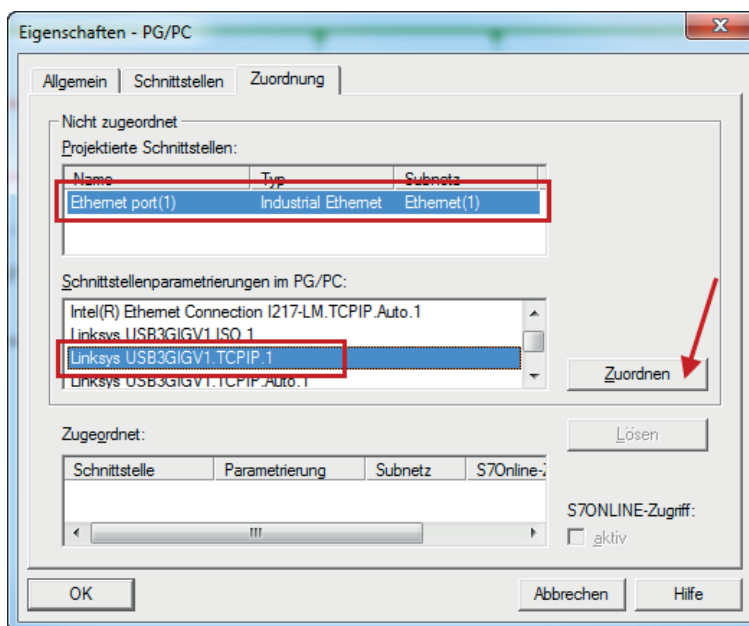 Eigenschaften - PG/PC
x
Allgemein Schnittstellen Zuordnung
Nicht zugeordnet
Projektierte Schnittstellen:
Name Typ Subnetz
Ethernet port(1) Industrial Ethernet Ethernet(1)
Schnittstellenparametrierungen im PG/PC:
Intel(R) Ethernet Connection I217-LM.TCPIP.Auto.1
Linksys USB3GIGV1.ISO.1
Linksys USB3GIGV1.TCPIP.1
Linksys USB3GIGV1.TCPIP.Auto.1
Zuordnen
Zugeordnet:
Lösen
Schnittstelle Parametrierung Subnetz S7Online-
S7ONLINE-Zugriff:
aktiv
OK Abbrechen Hilfe